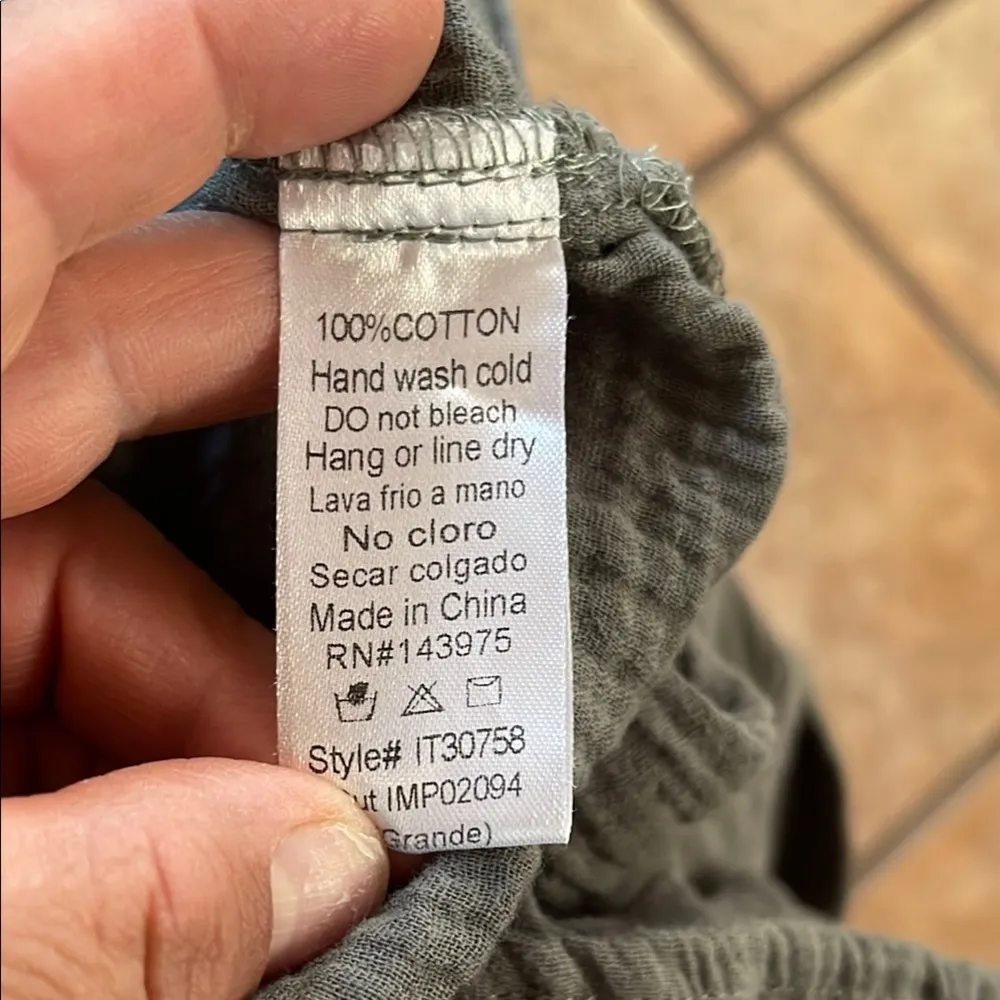 100%COTTON
Hand wash cold
DO not bleach
Hang or line dry
Lava frio a mano
No cloro
Secar colgado
Made in China
RN#143975
Style# IT30758
IMP02094
Grande)